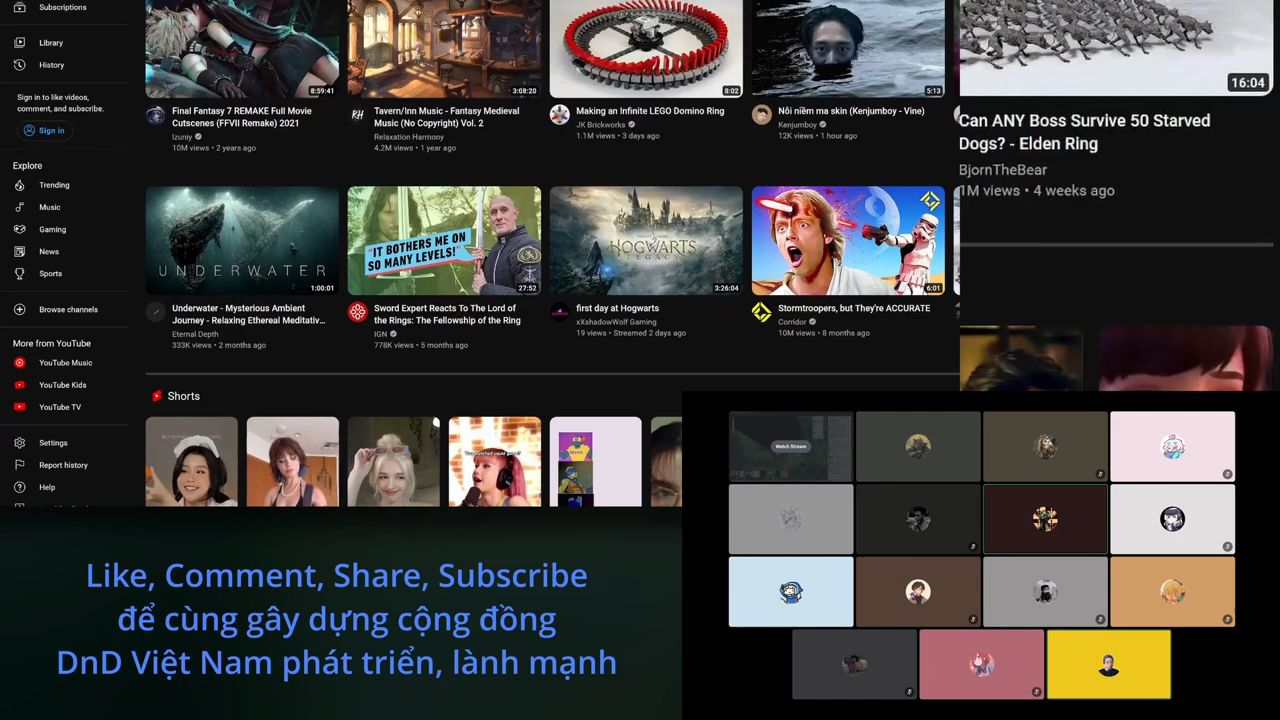 Subscriptions
Library
History
Sign in to like videos,
comment, and subscribe.
Sign in
Explore
Trending
Music
Gaming
News
Sports
Browse channels
More from YouTube
YouTube Music
YouTube Kids
YouTube TV
Settings
Report history
Help
8:59:41
Final Fantasy 7 REMAKE Full Movie
Cutscenes (FFVII Remake) 2021
Izuniy
10M views • 2 years ago
3:08:20
RH
Tavern/Inn Music - Fantasy Medieval
Music (No Copyright) Vol. 2
Relaxation Harmony
4.2M views • 1 year ago
8:02
Making an Infinite LEGO Domino Ring
JK Brickworks
1.1M views • 3 days ago
5:13
Nỗi niềm ma skin (Kenjumboy - Vine)
Kenjumboy
12K views • 1 hour ago
16:04
Can ANY Boss Survive 50 Starved
Dogs? - Elden Ring
BjornTheBear
1M views • 4 weeks ago
UNDERWATER
1:00:01
Underwater - Mysterious Ambient
Journey - Relaxing Ethereal Meditativ...
Eternal Depth
333K views • 2 months ago
"IT BOTHERS ME ON
SO MANY LEVELS!"
27:52
Sword Expert Reacts To The Lord of
the Rings: The Fellowship of the Ring
IGN
778K views • 5 months ago
HOGWARTS
LEGACY
3:26:04
first day at Hogwarts
xXshadowWolf Gaming
19 views • Streamed 2 days ago
6:01
Stormtroopers, but They're ACCURATE
Corridor
10M views • 8 months ago
Shorts
Watch Stream
Like, Comment, Share, Subscribe
để cùng gây dựng cộng đồng
DnD Việt Nam phát triển, lành mạnh